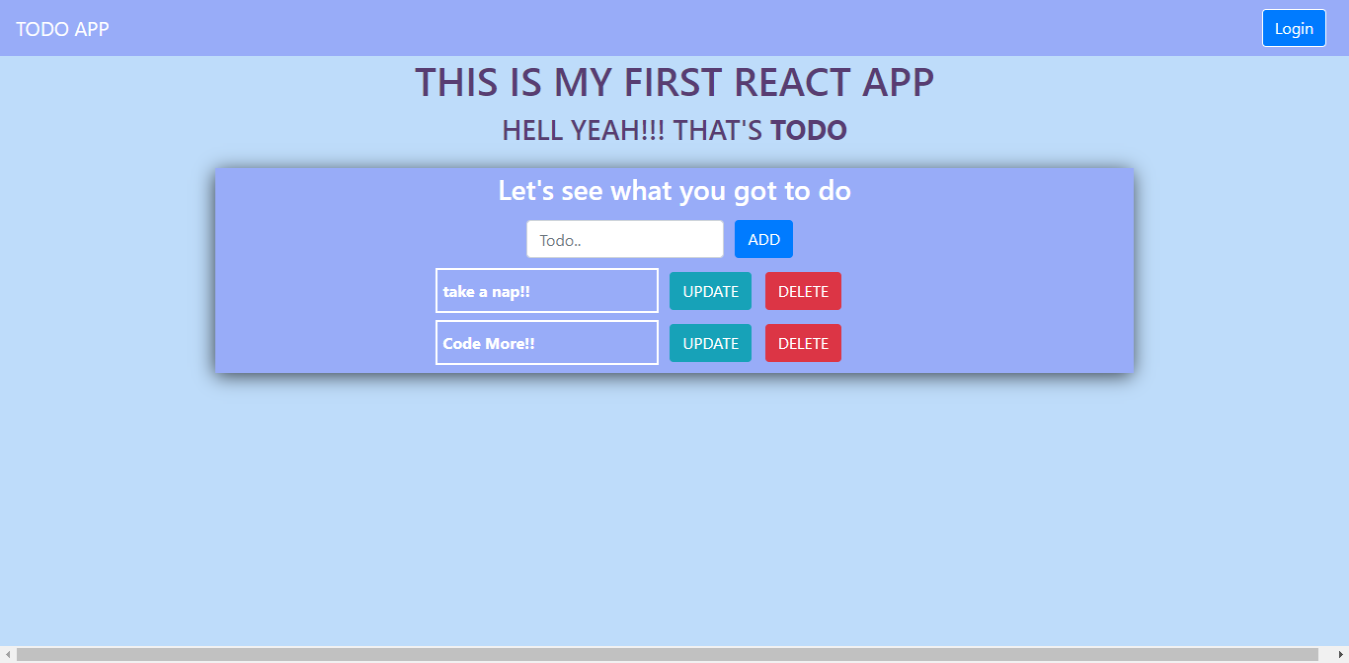 TODO APP Login
THIS IS MY FIRST REACT APP
HELL YEAH!!! THAT'S TODO
Let's see what you got to do
Todo.. ADD
take a nap!! UPDATE DELETE
Code More!! UPDATE DELETE